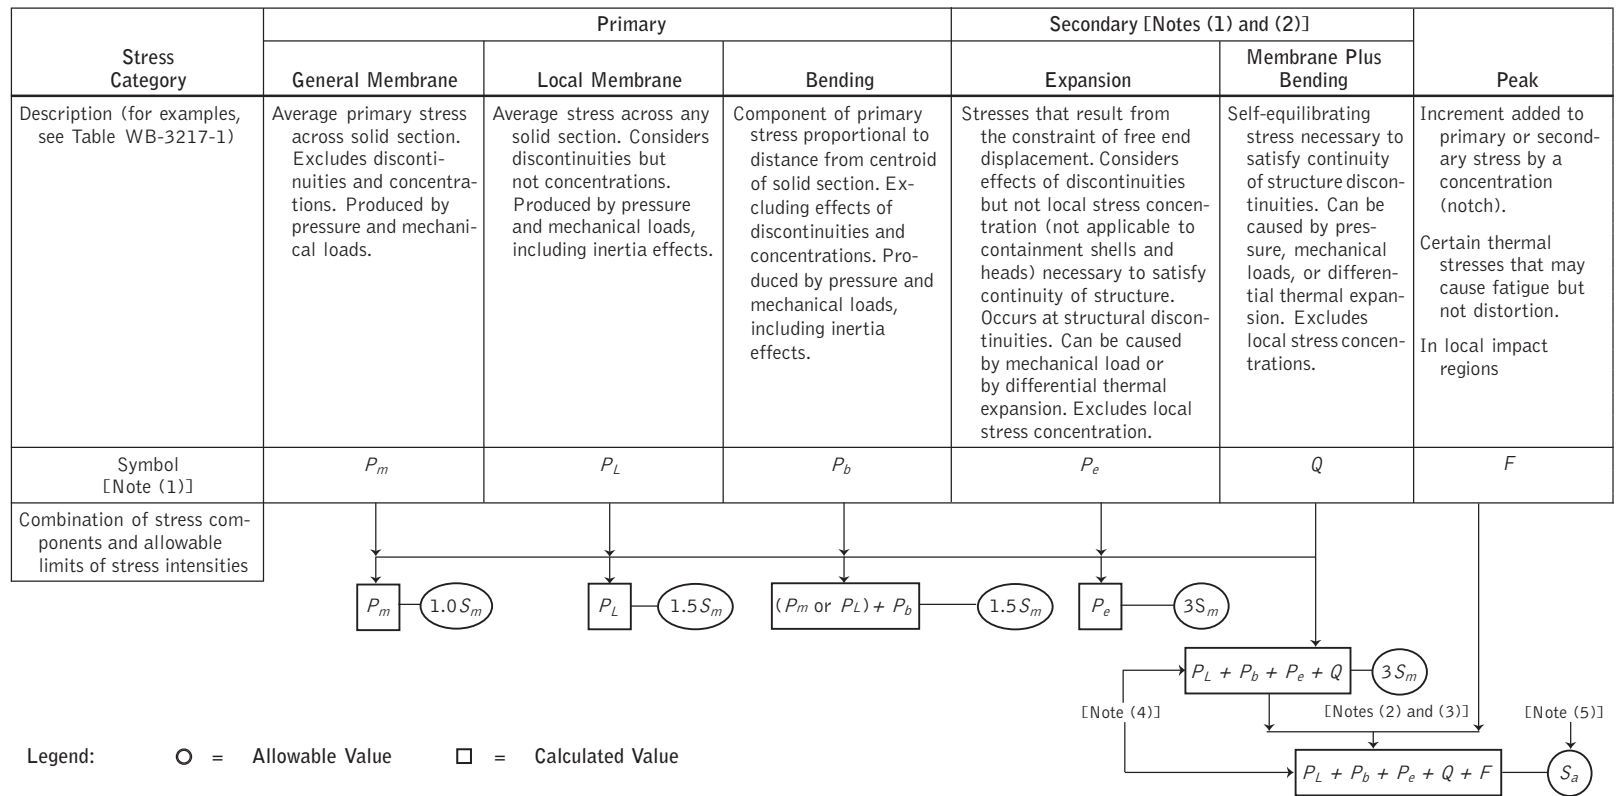 Stress
Category
Primary
Secondary [Notes (1) and (2)]
Peak
General Membrane
Local Membrane
Bending
Expansion
Membrane Plus
Bending
Description (for examples,
see Table WB-3217-1)
Average primary stress
across solid section.
Excludes disconti-
nuities and concentra-
tions. Produced by
pressure and mechani-
cal loads.
Average stress across any
solid section. Considers
discontinuities but
not concentrations.
Produced by pressure
and mechanical loads,
including inertia effects.
Component of primary
stress proportional to
distance from centroid
of solid section. Ex-
cluding effects of
discontinuities and
concentrations. Pro-
duced by pressure and
mechanical loads,
including inertia
effects.
Stresses that result from
the constraint of free end
displacement. Considers
effects of discontinuities
but not local stress concen-
tration (not applicable to
containment shells and
heads) necessary to satisfy
continuity of structure.
Occurs at structural discon-
tinuities. Can be caused
by mechanical load or
by differential thermal
expansion. Excludes local
stress concentration.
Self-equilibrating
stress necessary to
satisfy continuity
of structure discon-
tinuities. Can be
caused by pres-
sure, mechanical
loads, or differen-
tial thermal expan-
sion. Excludes
local stress concen-
trations.
Increment added to
primary or second-
ary stress by a
concentration
(notch).
Certain thermal
stresses that may
cause fatigue but
not distortion.
In local impact
regions
Symbol
[Note (1)]
Pm
PL
Pb
Pe
Q
F
Combination of stress com-
ponents and allowable
limits of stress intensities
Pm
1.0Sm
PL
1.5Sm
(Pm or PL) + Pb
1.5Sm
Pe
3Sm
PL + Pb + Pe + Q
3Sm
[Note (4)]
[Notes (2) and (3)]
[Note (5)]
Legend:
= Allowable Value
= Calculated Value
PL + Pb + Pe + Q + F
Sa